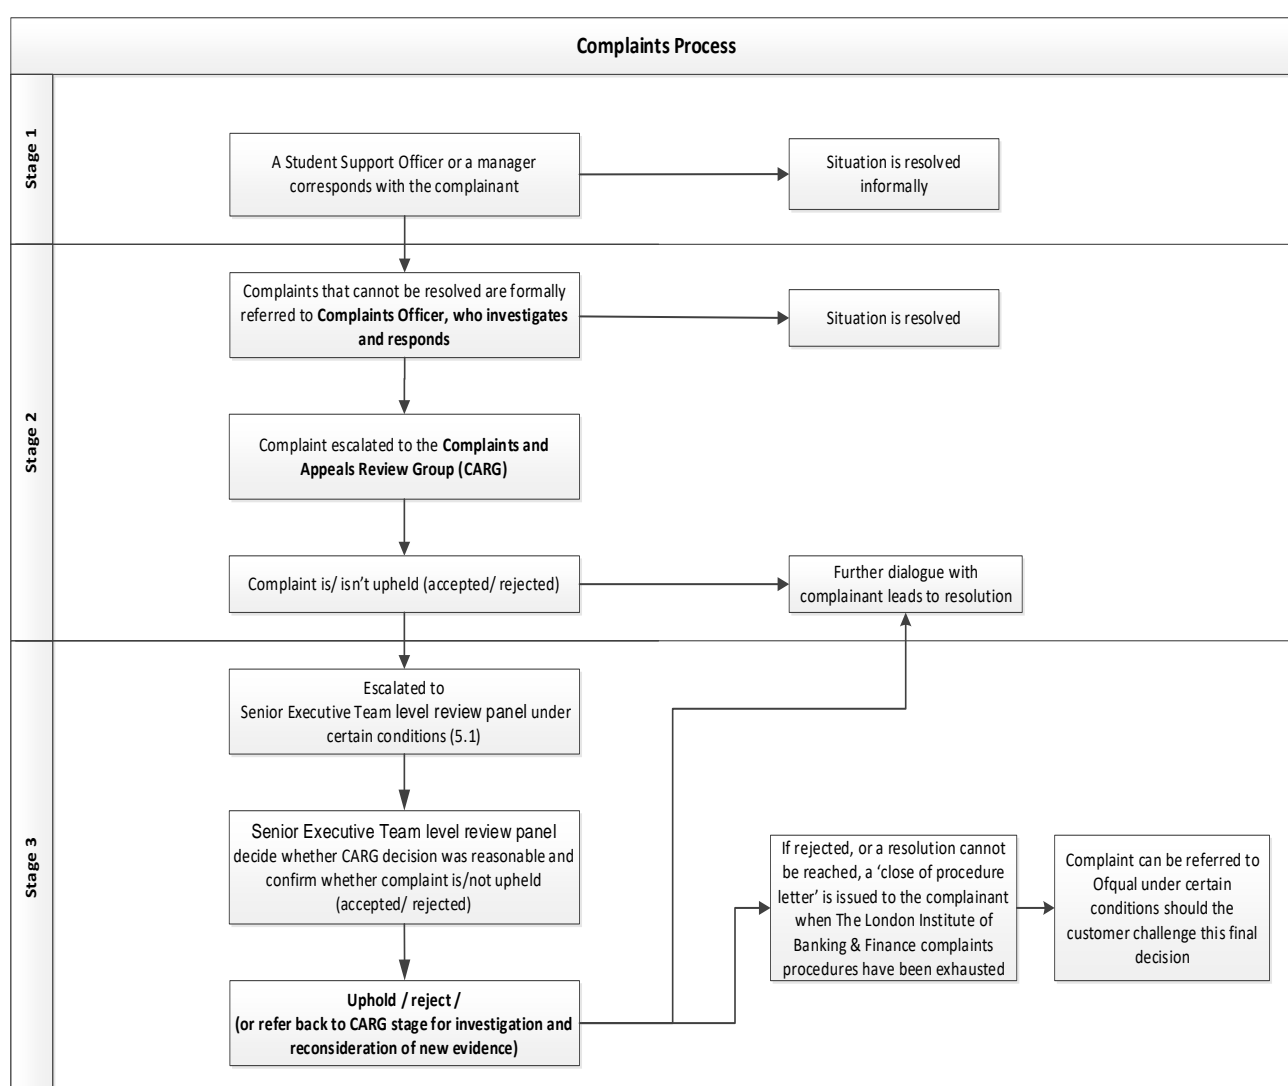 Complaints Process
Stage 1
A Student Support Officer or a manager
corresponds with the complainant
Situation is resolved
informally
Stage 2
Complaints that cannot be resolved are formally
referred to Complaints Officer, who investigates
and responds
Situation is resolved
Complaint escalated to the Complaints and
Appeals Review Group (CARG)
Complaint is/ isn’t upheld (accepted/ rejected)
Further dialogue with
complainant leads to resolution
Stage 3
Escalated to
Senior Executive Team level review panel under
certain conditions (5.1)
Senior Executive Team level review panel
decide whether CARG decision was reasonable and
confirm whether complaint is/not upheld
(accepted/ rejected)
Uphold / reject /
(or refer back to CARG stage for investigation and
reconsideration of new evidence)
If rejected, or a resolution cannot
be reached, a ‘close of procedure
letter’ is issued to the complainant
when The London Institute of
Banking & Finance complaints
procedures have been exhausted
Complaint can be referred to
Ofqual under certain
conditions should the
customer challenge this final
decision